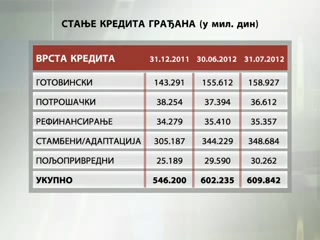 СТАЊЕ КРЕДИТА ГРАЂАНА (у мил. дин)
ВРСТА КРЕДИТА 31.12.2011 30.06.2012 31.07.2012
ГОТОВИНСКИ 143.291 155.612 158.927
ПОТРОШАЧКИ 38.254 37.394 36.612
РЕФИНАНСИРАЊЕ 34.279 35.410 35.357
СТАМБЕНИ/АДАПТАЦИЈА 305.187 344.229 348.684
ПОЉОПРИВРЕДНИ 25.189 29.590 30.262
УКУПНО 546.200 602.235 609.842